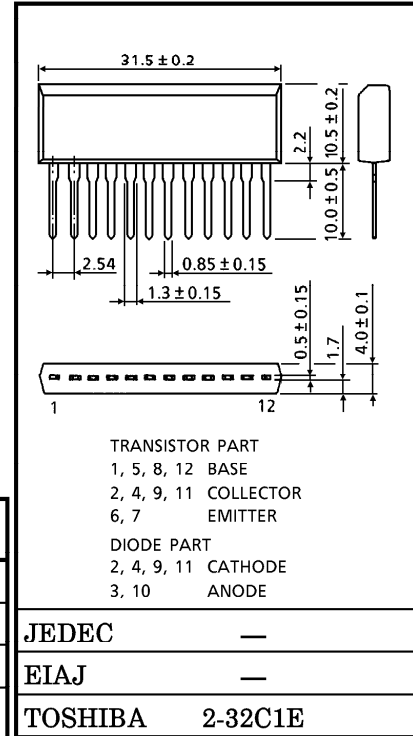 31.5 ± 0.2
2.2
10.5 ± 0.2
10.0 ± 0.5
2.54
0.85 ± 0.15
1.3 ± 0.15
0.5 ± 0.15
1.7
4.0 ± 0.1
1
12
TRANSISTOR PART
1, 5, 8, 12 BASE
2, 4, 9, 11 COLLECTOR
6, 7 EMITTER
DIODE PART
2, 4, 9, 11 CATHODE
3, 10 ANODE
JEDEC —
EIAJ —
TOSHIBA 2-32C1E